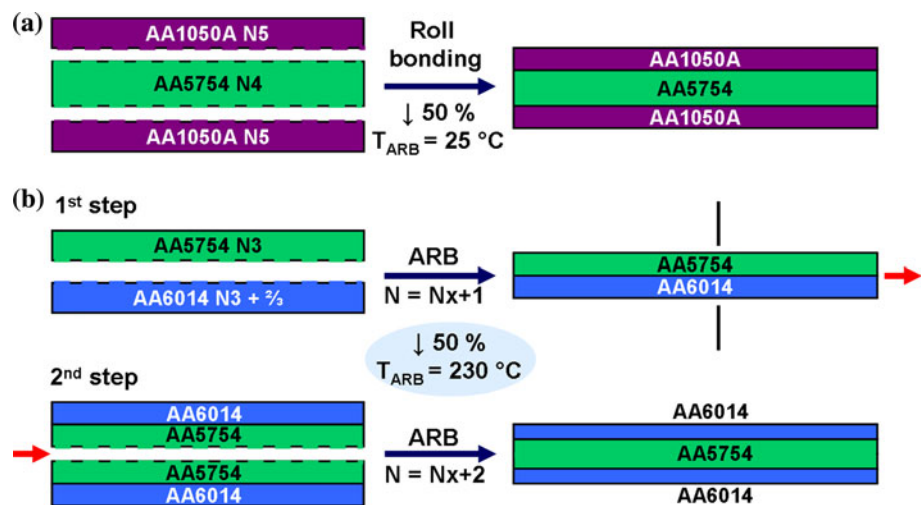 (a)
AA1050A N5
AA5754 N4
AA1050A N5
Roll
bonding
↓ 50 %
T_ARB = 25 °C
AA1050A
AA5754
AA1050A
(b)
1st step
AA5754 N3
AA6014 N3 + ⅔
ARB
N = Nx+1
AA5754
AA6014
↓ 50 %
T_ARB = 230 °C
2nd step
AA6014
AA5754
AA5754
AA6014
ARB
N = Nx+2
AA6014
AA5754
AA6014